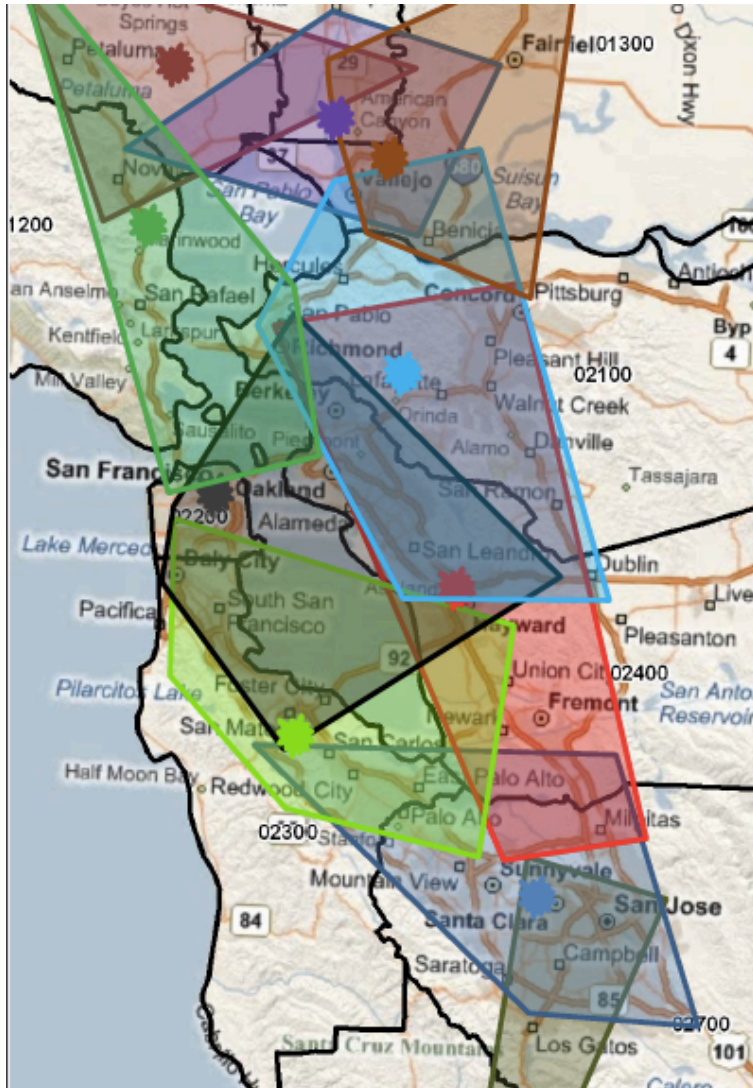 Springs
Petaluma
Fairfiel
01300
Dixon Hwy
29
Petaluma
American
Canyon
37
680
Suisun
Bay
Vallejo
San Pablo
Bay
Benicia
1200
Hercules
Concord
Pittsburg
Antioch
San Rafael
San Pablo
Richmond
Byp
4
Kentfield
Larkspur
Pleasant Hill
Mill Valley
Lafayette
02100
Berkeley
Walnut Creek
Orinda
Sausalito
Piedmont
Alamo
Danville
San Francisco
Tassajara
Oakland
San Ramon
02200
Alameda
Lake Merced
San Leand
Daly City
Dublin
Ashland
Live
South San
Francisco
Pacifica
Hayward
Pleasanton
92
Union City
02400
Pilarcitos Lake
Foster City
San Anto
Reservoir
Fremont
San Mateo
Newark
San Carlos
Half Moon Bay
East Palo Alto
Redwood City
Palo Alto
Milpitas
02300
Stanford
Sunnyvale
Mountain View
Santa Clara
San Jose
84
Campbell
Saratoga
85
02700
Los Gatos
Santa Cruz Mountains
101